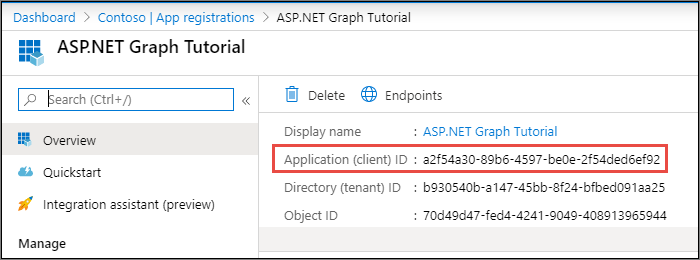 Dashboard > Contoso | App registrations > ASP.NET Graph Tutorial
ASP.NET Graph Tutorial
Search (Ctrl+/)
«
Overview
Quickstart
Integration assistant (preview)
Manage
Delete Endpoints
Display name : ASP.NET Graph Tutorial
Application (client) ID : a2f54a30-89b6-4597-be0e-2f54ded6ef92
Directory (tenant) ID : b930540b-a147-45bb-8f24-bfbed091aa25
Object ID : 70d49d47-fed4-4241-9049-408913965944